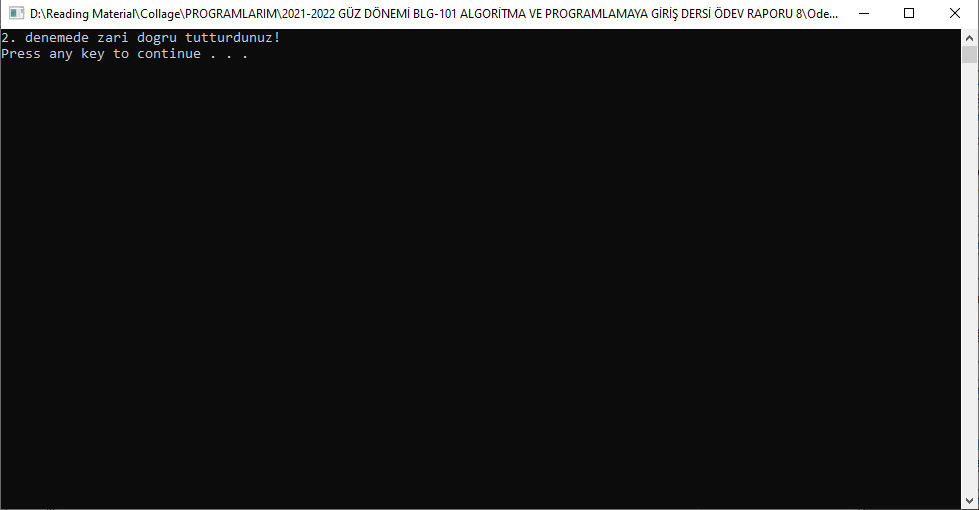 D:\Reading Material\Collage\PROGRAMLARIM\2021-2022 GÜZ DÖNEMİ BLG-101 ALGORİTMA VE PROGRAMLAMAYA GİRİŞ DERSİ ÖDEV RAPORU 8\Ode...
2. denemede zari dogru tutturdunuz!
Press any key to continue . . .